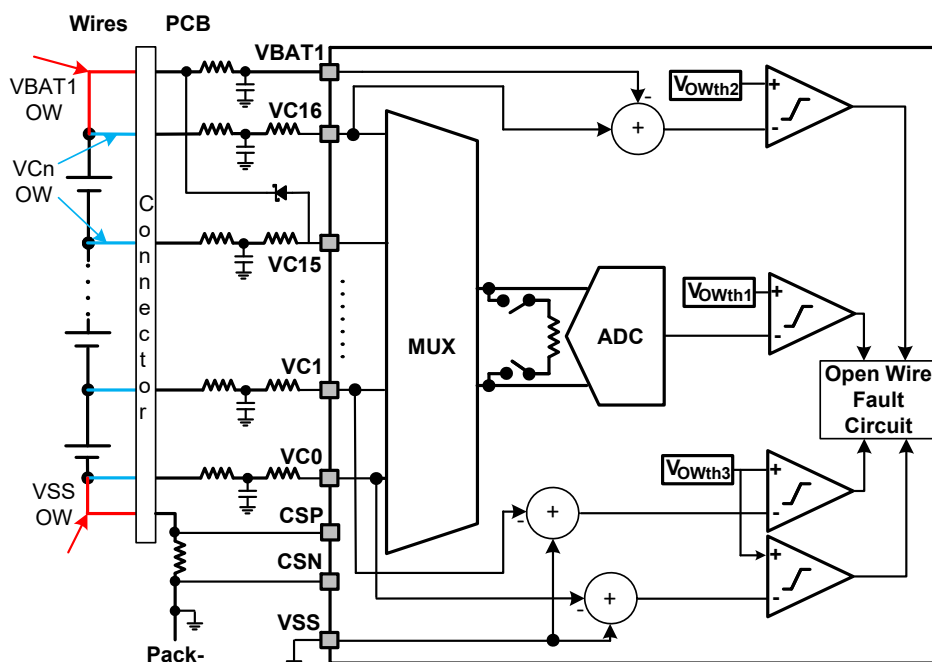 Wires PCB
VBAT1
VBAT1
OW
VC16
VOWth2
+
-
-
+
VCn
OW
Connector
VC15
VOWth1
+
-
MUX
ADC
VC1
Open Wire
Fault
Circuit
VC0
VOWth3
+
-
VSS
OW
-
+
CSP
+
-
CSN
-
+
VSS
Pack-